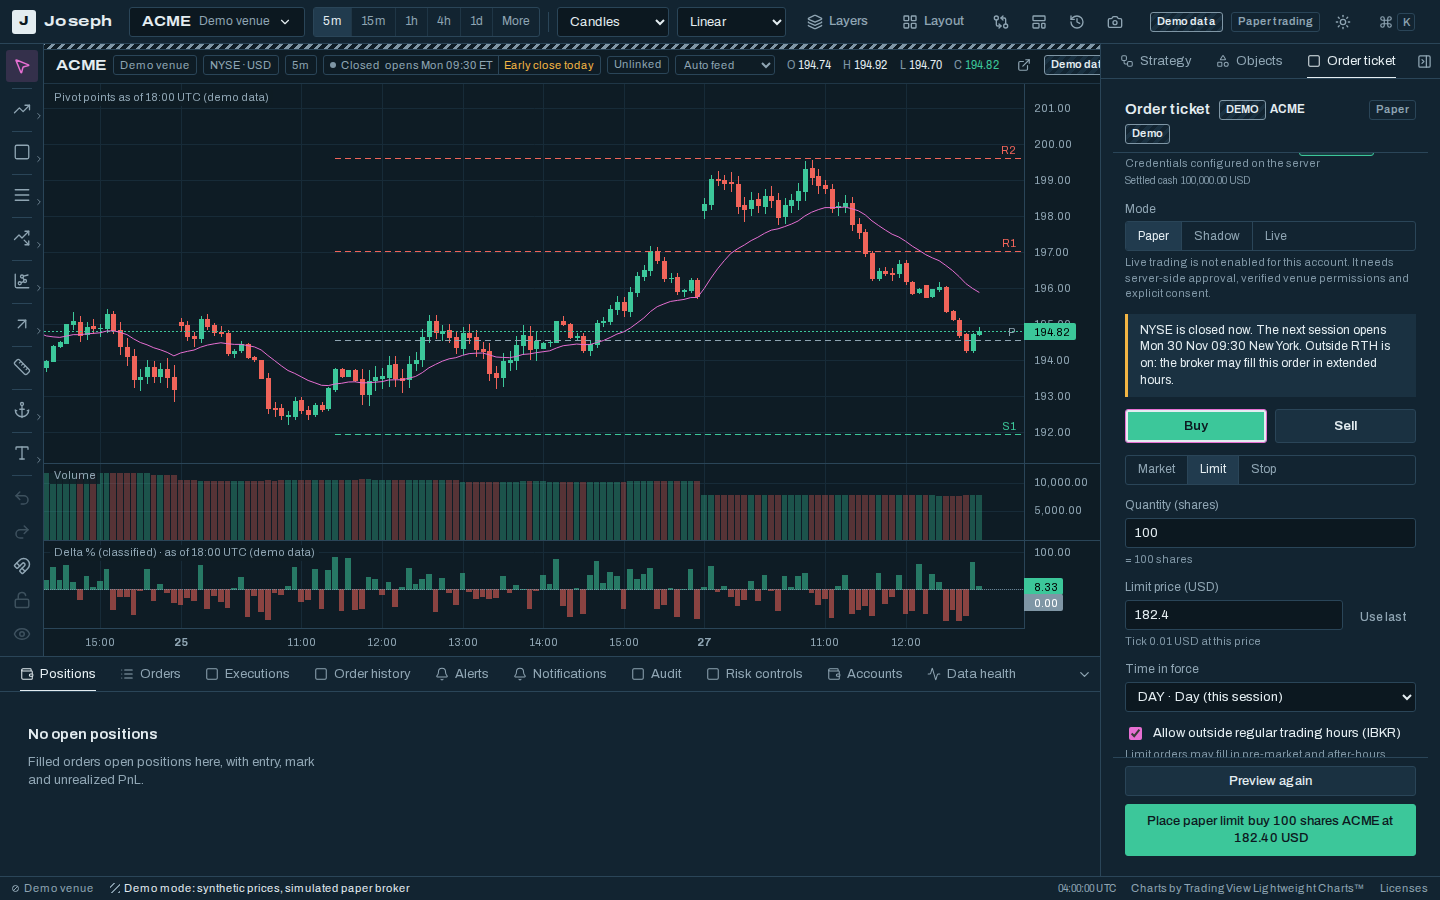 J Joseph ACME Demo venue 5m 15m 1h 4h 1d More Candles Linear Layers Layout Demo data Paper trading ⌘ K
ACME Demo venue NYSE·USD 5m Closed opens Mon 09:30 ET Early close today Unlinked Auto feed O 194.74 H 194.92 L 194.70 C 194.82
Pivot points as of 18:00 UTC (demo data)
201.00
200.00
199.00
198.00
197.00
196.00
194.82
194.00
193.00
192.00
R2
R1
P
S1
Volume
10,000.00
5,000.00
Delta % (classified) · as of 18:00 UTC (demo data)
100.00
8.33
0.00
15:00 25 11:00 12:00 13:00 14:00 15:00 27 11:00 12:00
Positions Orders Executions Order history Alerts Notifications Audit Risk controls Accounts Data health
No open positions
Filled orders open positions here, with entry, mark
and unrealized PnL.
Strategy Objects Order ticket
Order ticket DEMO ACME Paper
Demo
Credentials configured on the server
Settled cash 100,000.00 USD
Mode
Paper Shadow Live
Live trading is not enabled for this account. It needs
server-side approval, verified venue permissions and
explicit consent.
NYSE is closed now. The next session opens
Mon 30 Nov 09:30 New York. Outside RTH is
on: the broker may fill this order in extended
hours.
Buy Sell
Market Limit Stop
Quantity (shares)
100
= 100 shares
Limit price (USD)
182.4 Use last
Tick 0.01 USD at this price
Time in force
DAY · Day (this session)
Allow outside regular trading hours (IBKR)
Limit orders may fill in pre-market and after-hours
Preview again
Place paper limit buy 100 shares ACME at
182.40 USD
Demo venue Demo mode: synthetic prices, simulated paper broker 04:00:00 UTC Charts by TradingView Lightweight Charts™ Licenses